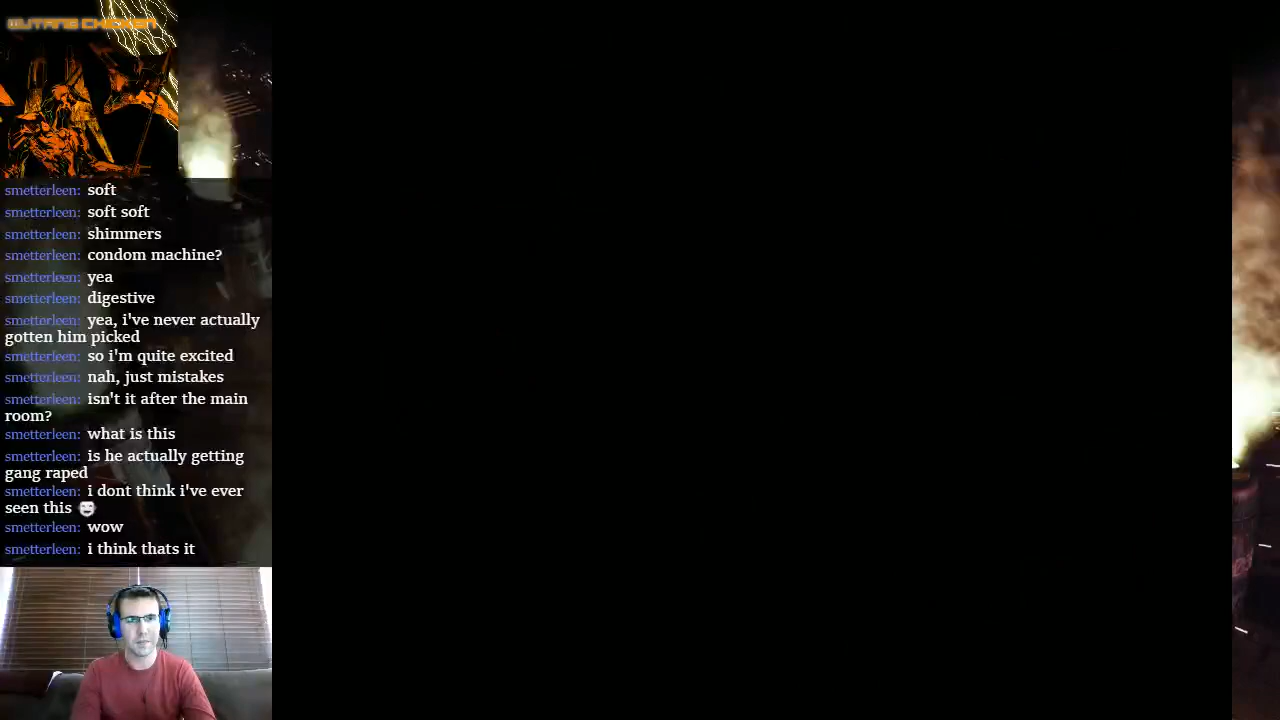 WUTANG CHICKEN
smetterleen: soft
smetterleen: soft soft
smetterleen: shimmers
smetterleen: condom machine?
smetterleen: yea
smetterleen: digestive
smetterleen: yea, i've never actually
gotten him picked
smetterleen: so i'm quite excited
smetterleen: nah, just mistakes
smetterleen: isn't it after the main
room?
smetterleen: what is this
smetterleen: is he actually getting
gang raped
smetterleen: i dont think i've ever
seen this
smetterleen: wow
smetterleen: i think thats it